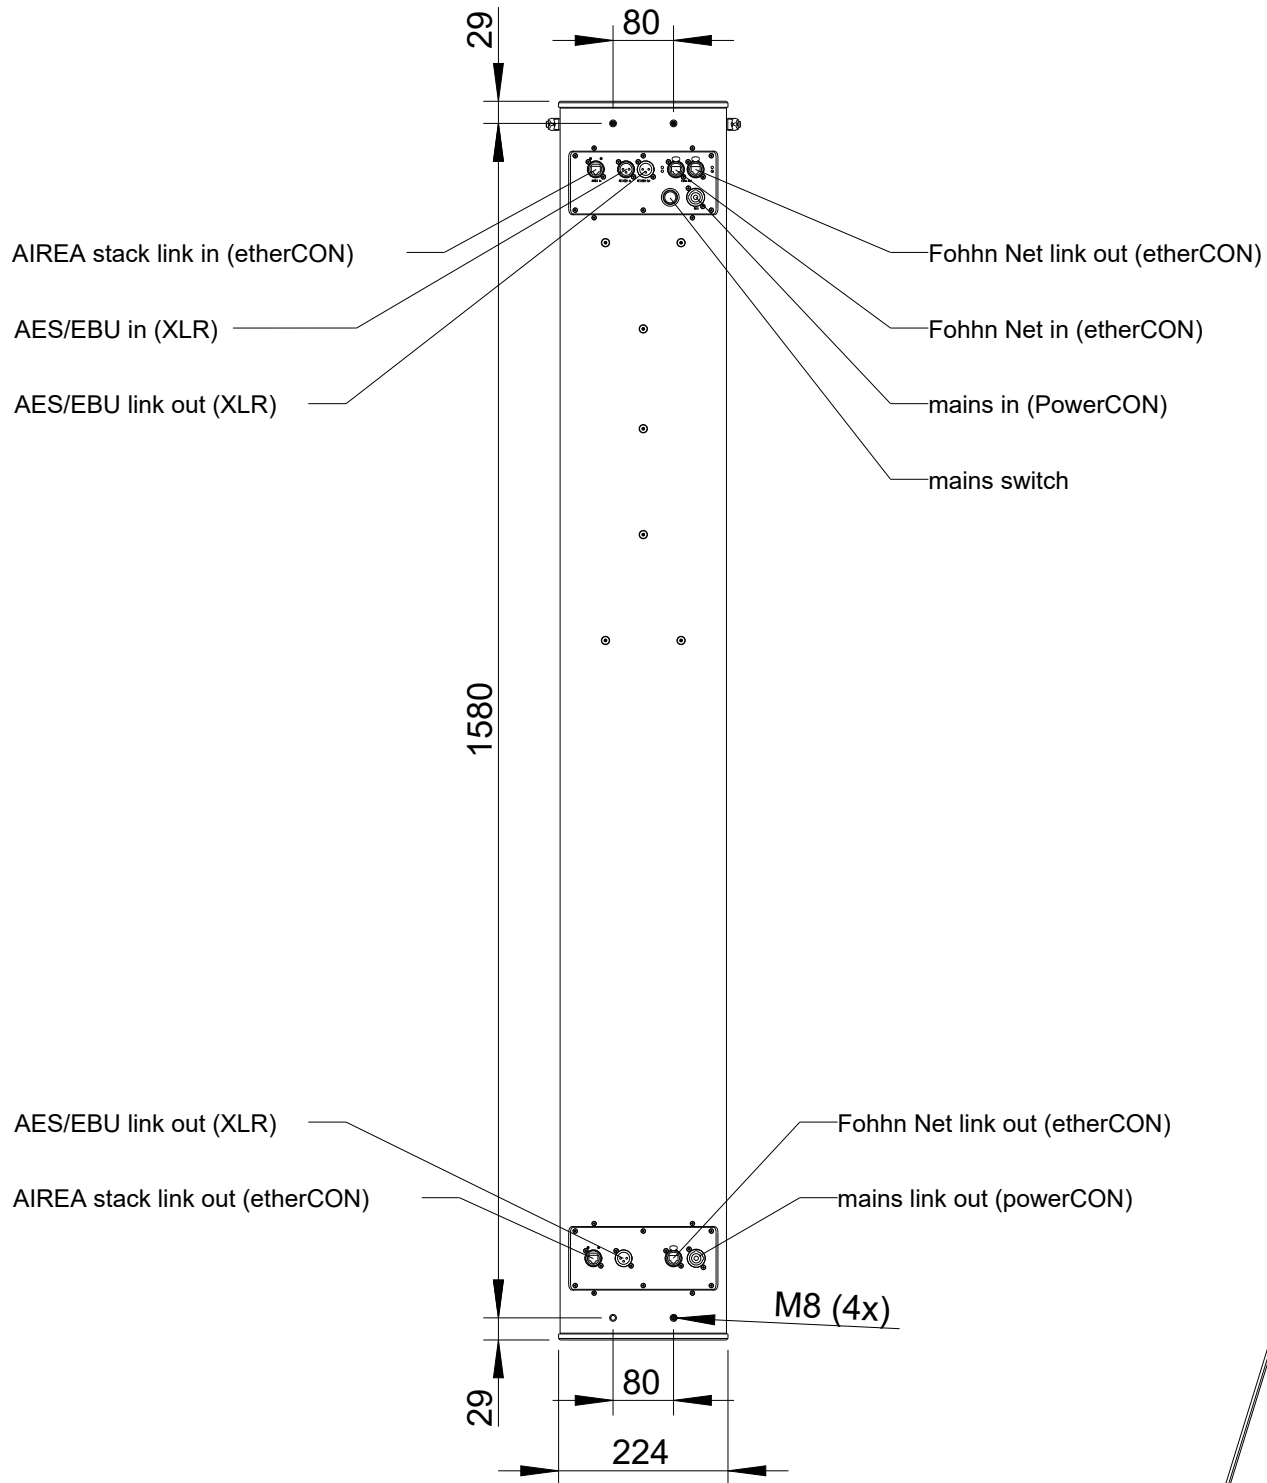 29
80
AIREA stack link in (etherCON)
Fohhn Net link out (etherCON)
AES/EBU in (XLR)
Fohhn Net in (etherCON)
AES/EBU link out (XLR)
mains in (PowerCON)
mains switch
1580
AES/EBU link out (XLR)
Fohhn Net link out (etherCON)
AIREA stack link out (etherCON)
mains link out (powerCON)
M8 (4x)
29
80
224